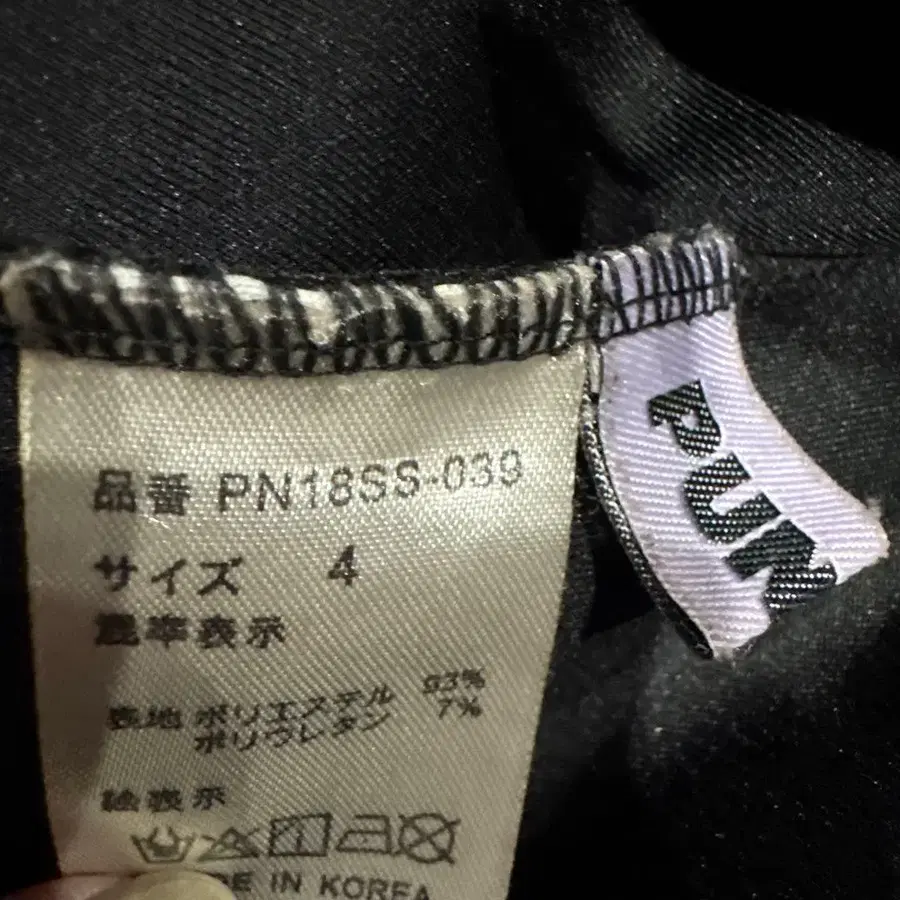 品番 PN18SS-039
サイズ 4
混率表示
表地 ポリエステル 93%
ポリウレタン 7%
絵表示
DE IN KOREA
PUN